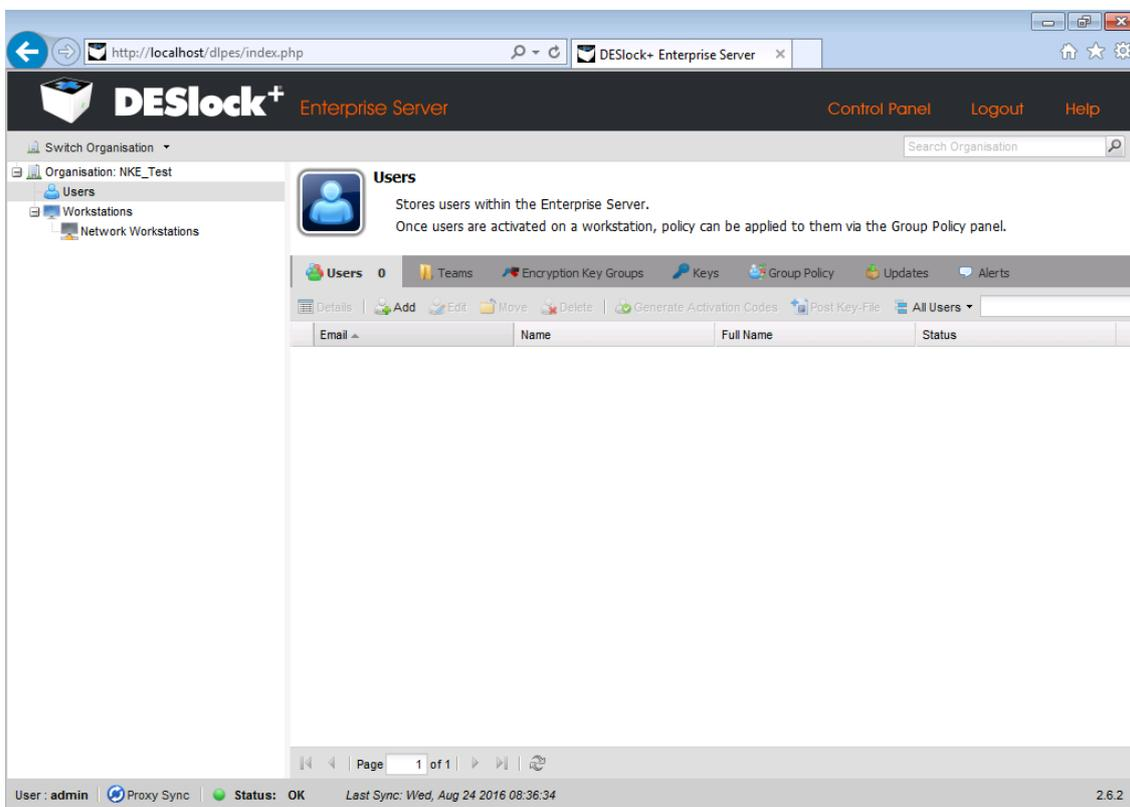 http://localhost/dlpes/index.php
DESlock+ Enterprise Server
DESlock+ Enterprise Server
Control Panel Logout Help
Switch Organisation
Search Organisation
Organisation: NKE_Test
Users
Workstations
Network Workstations
Users
Stores users within the Enterprise Server.
Once users are activated on a workstation, policy can be applied to them via the Group Policy panel.
Users 0 Teams Encryption Key Groups Keys Group Policy Updates Alerts
Details Add Edit Move Delete Generate Activation Codes Post Key-File All Users
Email Name Full Name Status
Page 1 of 1
User : admin Proxy Sync Status: OK Last Sync: Wed, Aug 24 2016 08:36:34 2.6.2